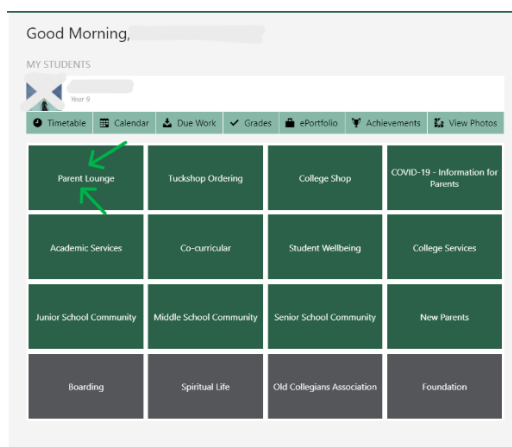 Good Morning,
MY STUDENTS
Year 9
Timetable Calendar Due Work Grades ePortfolio Achievements View Photos
Parent Lounge Tuckshop Ordering College Shop COVID-19 - Information for
Parents
Academic Services Co-curricular Student Wellbeing College Services
Junior School Community Middle School Community Senior School Community New Parents
Boarding Spiritual Life Old Collegians Association Foundation